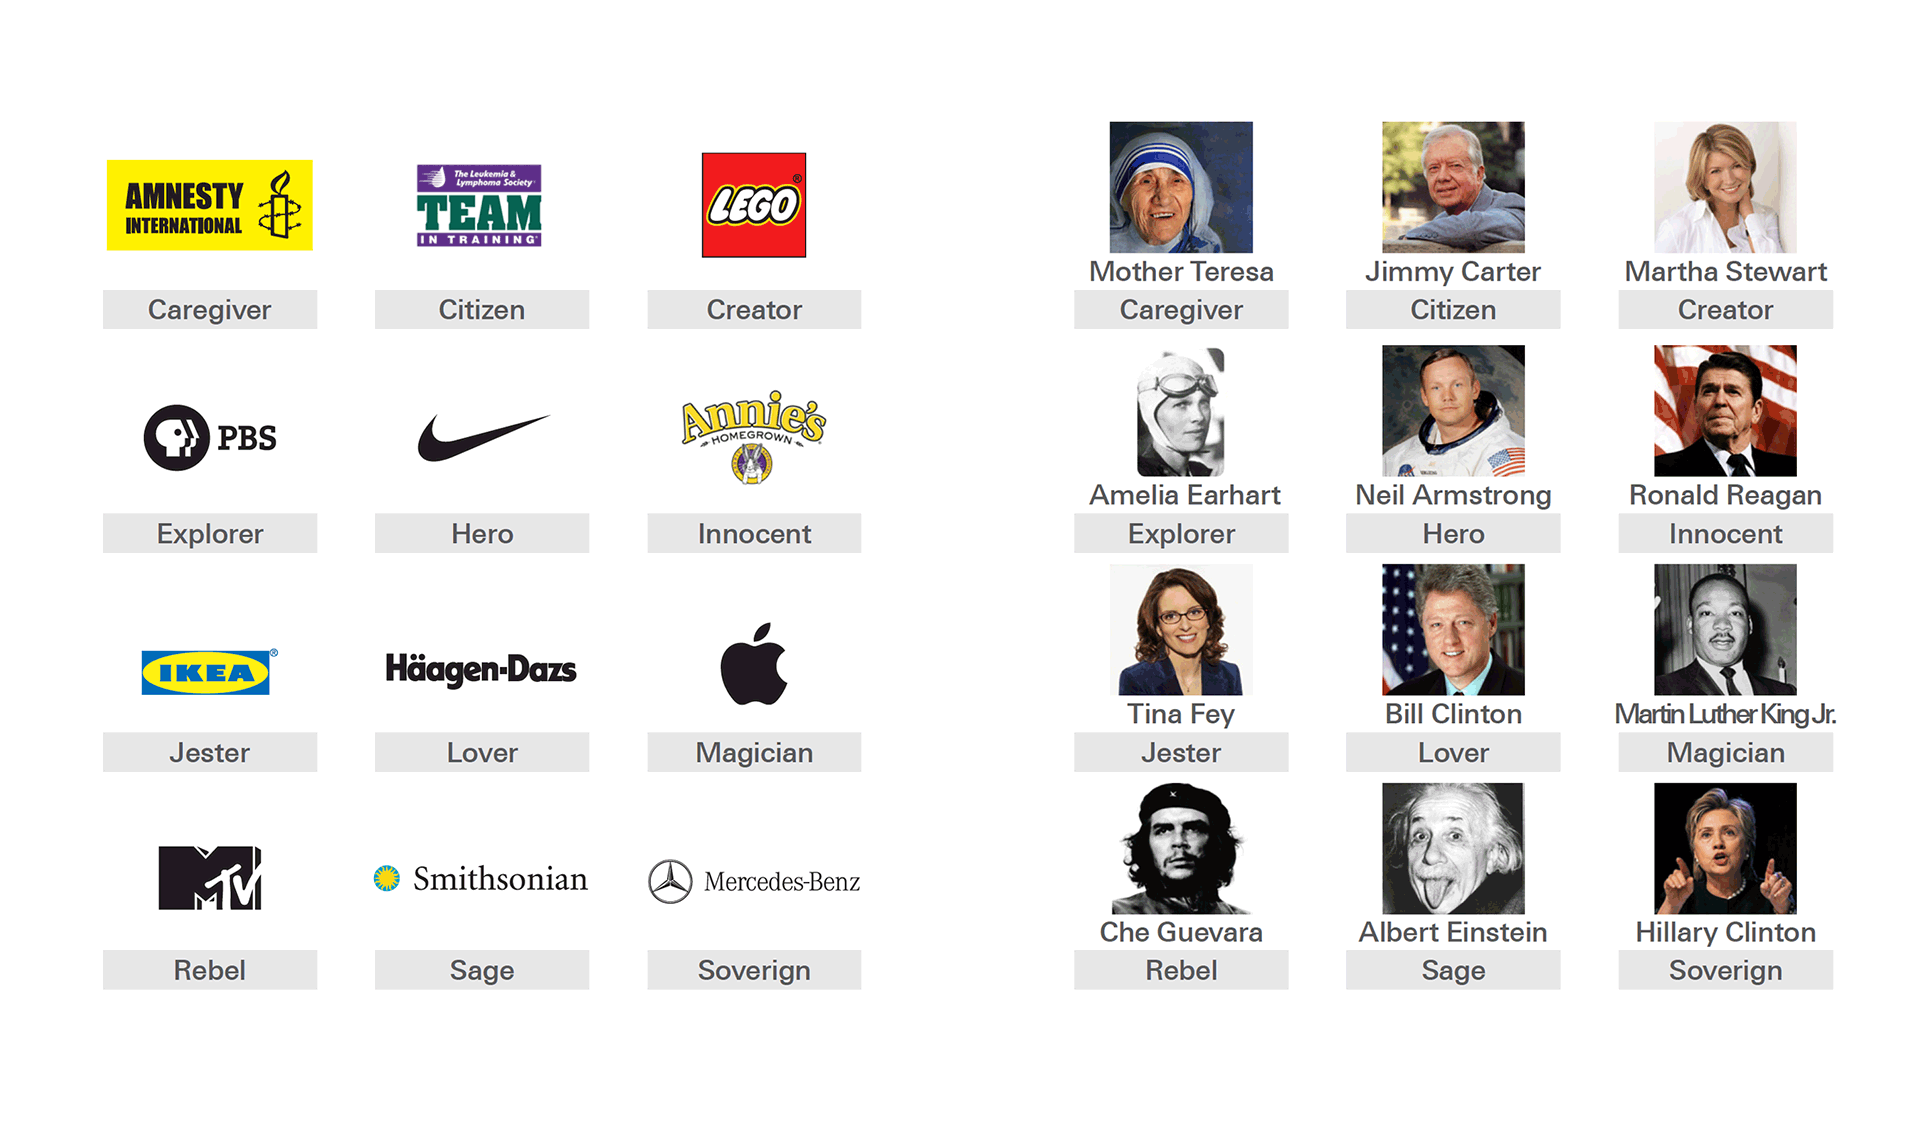 AMNESTY
INTERNATIONAL
The Leukemia &
Lymphoma Society
TEAM
IN TRAINING
LEGO®
Caregiver
Citizen
Creator
PBS
Annie's
HOMEGROWN
Explorer
Hero
Innocent
IKEA®
Häagen-Dazs
Jester
Lover
Magician
MTV
Smithsonian
Mercedes-Benz
Rebel
Sage
Soverign
Mother Teresa
Jimmy Carter
Martha Stewart
Caregiver
Citizen
Creator
Amelia Earhart
Neil Armstrong
Ronald Reagan
Explorer
Hero
Innocent
Tina Fey
Bill Clinton
Martin Luther King Jr.
Jester
Lover
Magician
Che Guevara
Albert Einstein
Hillary Clinton
Rebel
Sage
Soverign